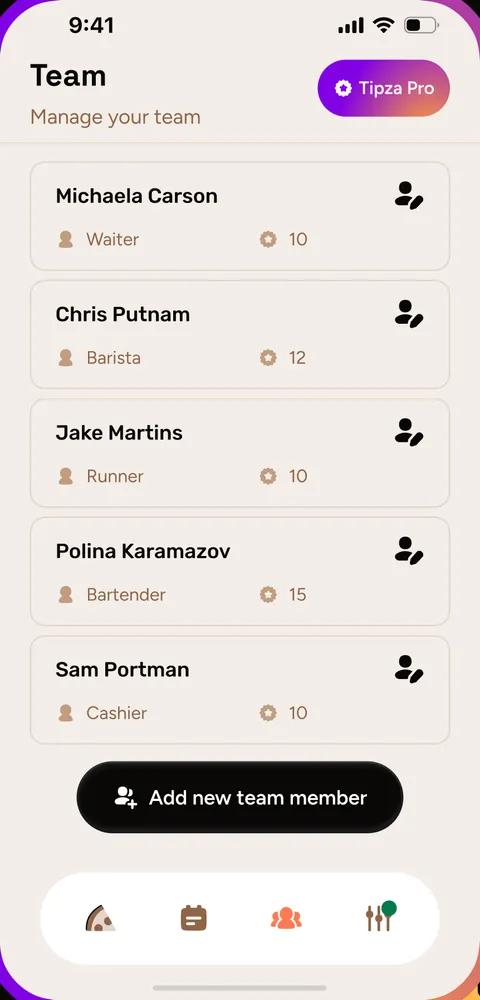 9:41
Team
Tipza Pro
Manage your team
Michaela Carson
Waiter 10
Chris Putnam
Barista 12
Jake Martins
Runner 10
Polina Karamazov
Bartender 15
Sam Portman
Cashier 10
Add new team member